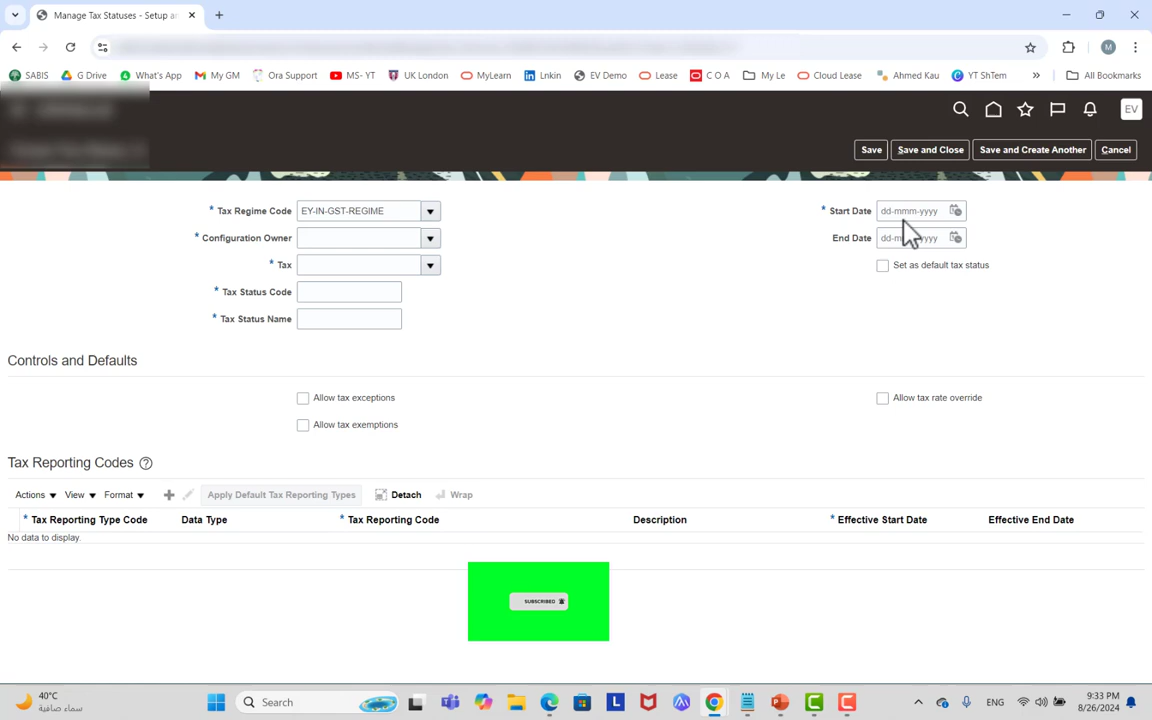 Manage Tax Statuses - Setup an
SABIS G Drive What's App My GM Ora Support MS- YT UK London MyLearn Lnkin EV Demo Lease C O A My Le Cloud Lease Ahmed Kau YT ShTem » All Bookmarks
M
EV
Save Save and Close Save and Create Another Cancel
* Tax Regime Code EY-IN-GST-REGIME * Start Date dd-mmm-yyyy
* Configuration Owner End Date
* Tax Set as default tax status
* Tax Status Code
* Tax Status Name
Controls and Defaults
Allow tax exceptions Allow tax rate override
Allow tax exemptions
Tax Reporting Codes ?
Actions View Format Apply Default Tax Reporting Types Detach Wrap
* Tax Reporting Type Code Data Type * Tax Reporting Code Description * Effective Start Date Effective End Date
No data to display.
SUBSCRIBED
40°C
سماء صافية
Search
ENG
9:33 PM
8/26/2024